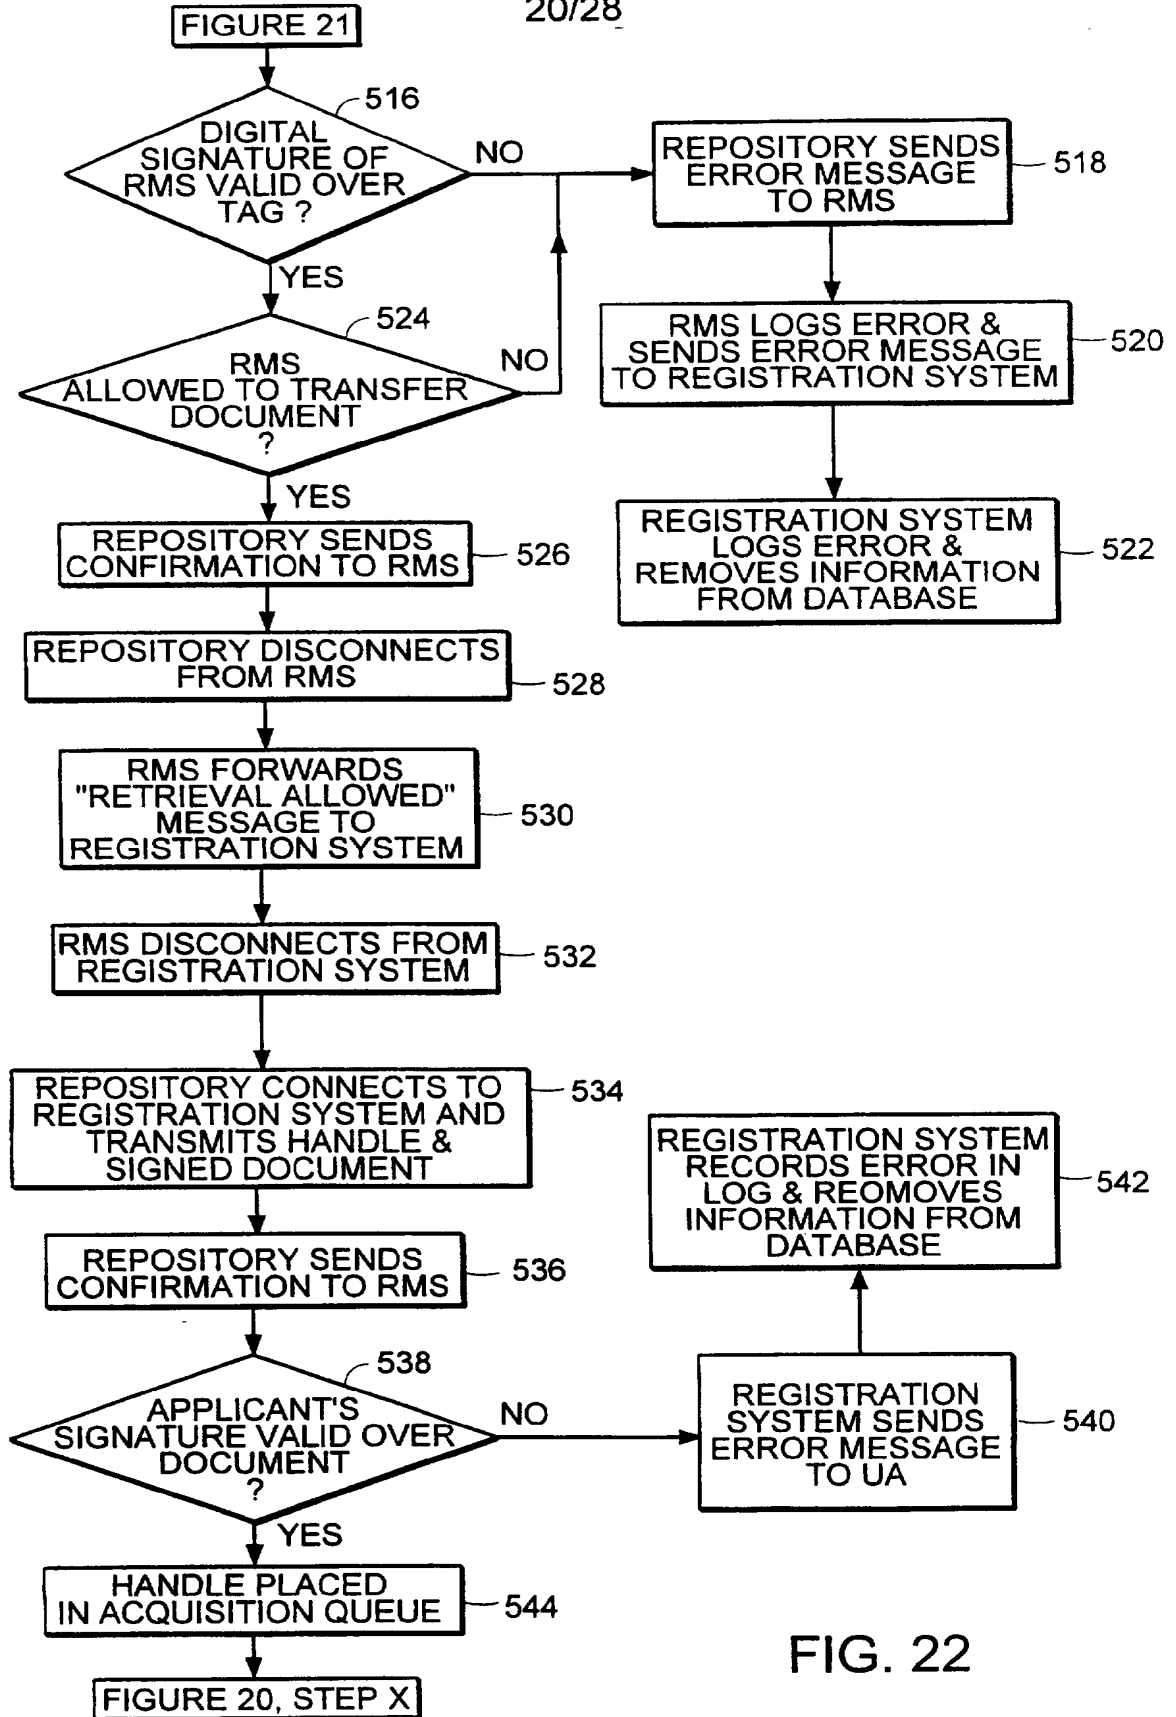 20/28
FIGURE 21
516
DIGITAL
SIGNATURE OF
RMS VALID OVER
TAG ?
NO
YES
REPOSITORY SENDS
ERROR MESSAGE
TO RMS
518
524
RMS
ALLOWED TO TRANSFER
DOCUMENT
?
NO
YES
RMS LOGS ERROR &
SENDS ERROR MESSAGE
TO REGISTRATION SYSTEM
520
REGISTRATION SYSTEM
LOGS ERROR &
REMOVES INFORMATION
FROM DATABASE
522
REPOSITORY SENDS
CONFIRMATION TO RMS
526
REPOSITORY DISCONNECTS
FROM RMS
528
RMS FORWARDS
"RETRIEVAL ALLOWED"
MESSAGE TO
REGISTRATION SYSTEM
530
RMS DISCONNECTS FROM
REGISTRATION SYSTEM
532
REPOSITORY CONNECTS TO
REGISTRATION SYSTEM AND
TRANSMITS HANDLE &
SIGNED DOCUMENT
534
REPOSITORY SENDS
CONFIRMATION TO RMS
536
538
APPLICANT'S
SIGNATURE VALID OVER
DOCUMENT
?
NO
YES
REGISTRATION SYSTEM
RECORDS ERROR IN
LOG & REOMOVES
INFORMATION FROM
DATABASE
542
REGISTRATION
SYSTEM SENDS
ERROR MESSAGE
TO UA
540
HANDLE PLACED
IN ACQUISITION QUEUE
544
FIGURE 20, STEP X
FIG. 22